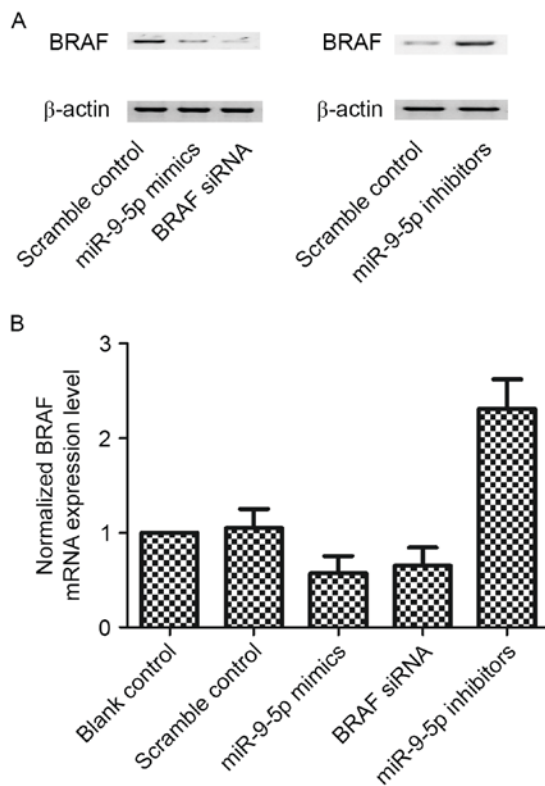 A
BRAF
BRAF
β-actin
β-actin
Scramble control
miR-9-5p mimics
BRAF siRNA
Scramble control
miR-9-5p inhibitors
B
Normalized BRAF
mRNA expression level
3
2
1
0
Blank control
Scramble control
miR-9-5p mimics
BRAF siRNA
miR-9-5p inhibitors